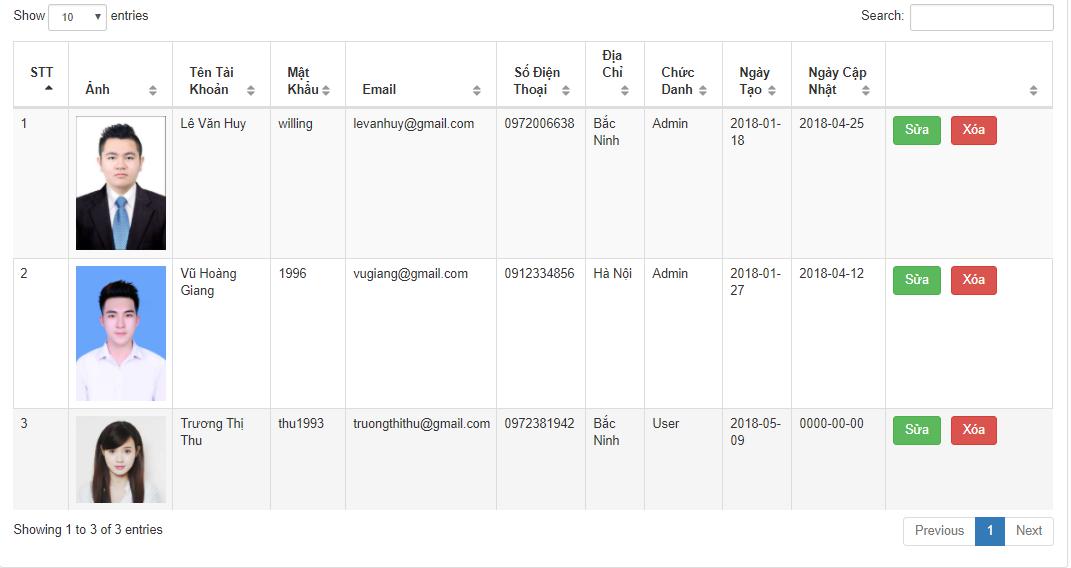 Show 10 entries Search:
STT Ảnh Tên Tài Khoản Mật Khẩu Email Số Điện Thoại Địa Chỉ Chức Danh Ngày Tạo Ngày Cập Nhật
1 Lê Văn Huy willing levanhuy@gmail.com 0972006638 Bắc Ninh Admin 2018-01-18 2018-04-25 Sửa Xóa
2 Vũ Hoàng Giang 1996 vugiang@gmail.com 0912334856 Hà Nội Admin 2018-01-27 2018-04-12 Sửa Xóa
3 Trương Thị Thu thu1993 truongthithu@gmail.com 0972381942 Bắc Ninh User 2018-05-09 0000-00-00 Sửa Xóa
Showing 1 to 3 of 3 entries Previous 1 Next